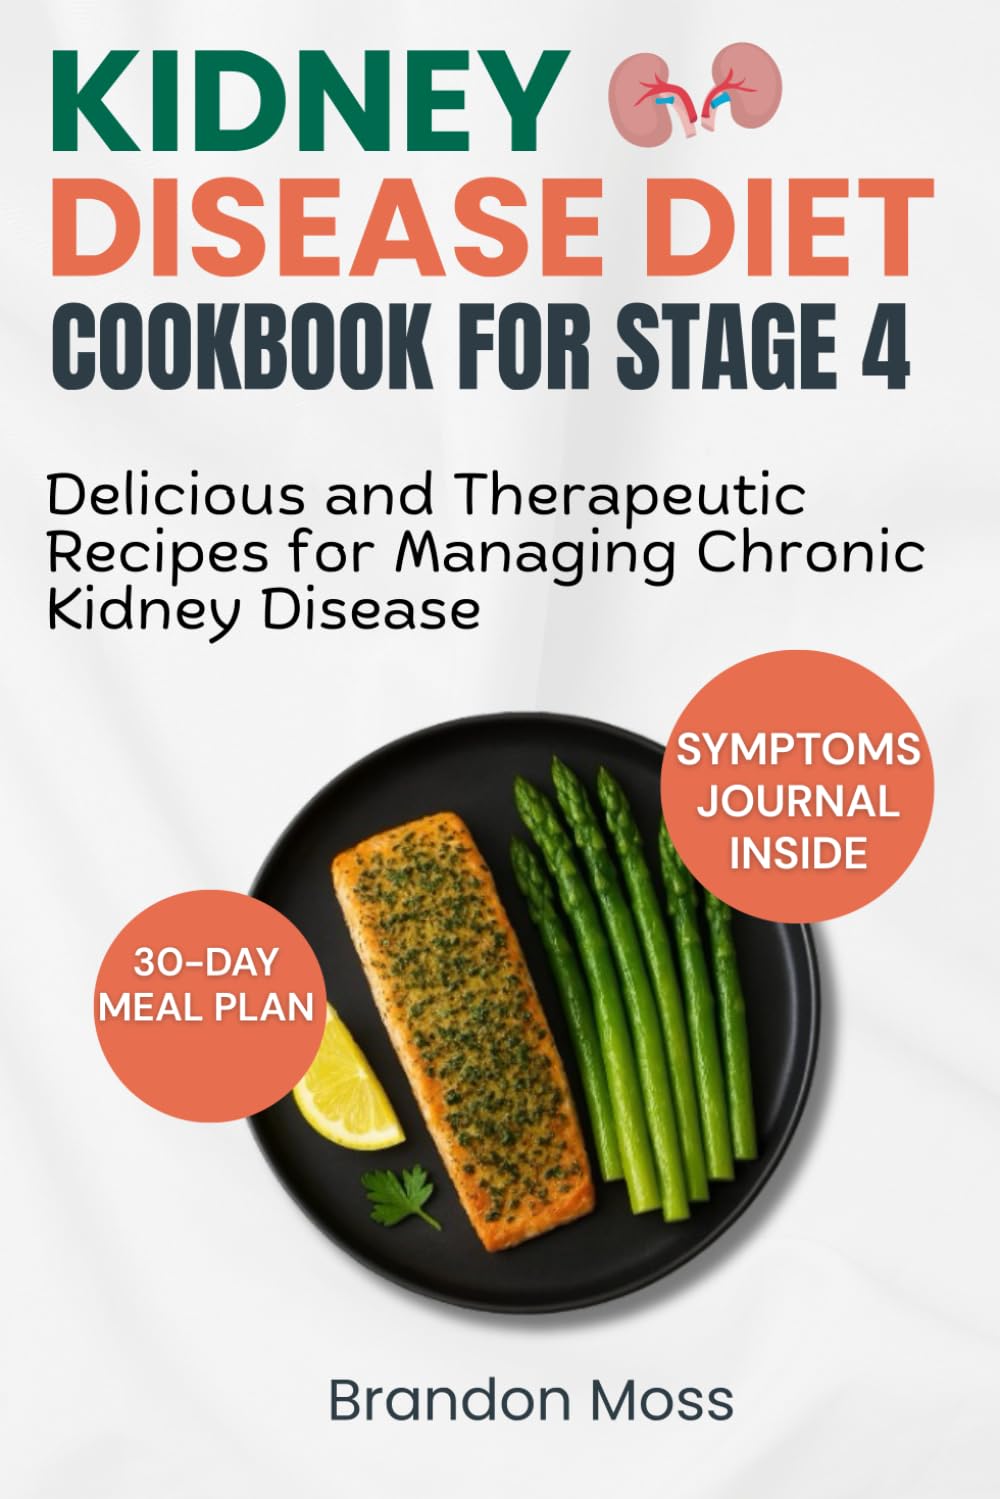 KIDNEY
DISEASE DIET
COOKBOOK FOR STAGE 4
Delicious and Therapeutic
Recipes for Managing Chronic
Kidney Disease
SYMPTOMS
JOURNAL
INSIDE
30-DAY
MEAL PLAN
Brandon Moss